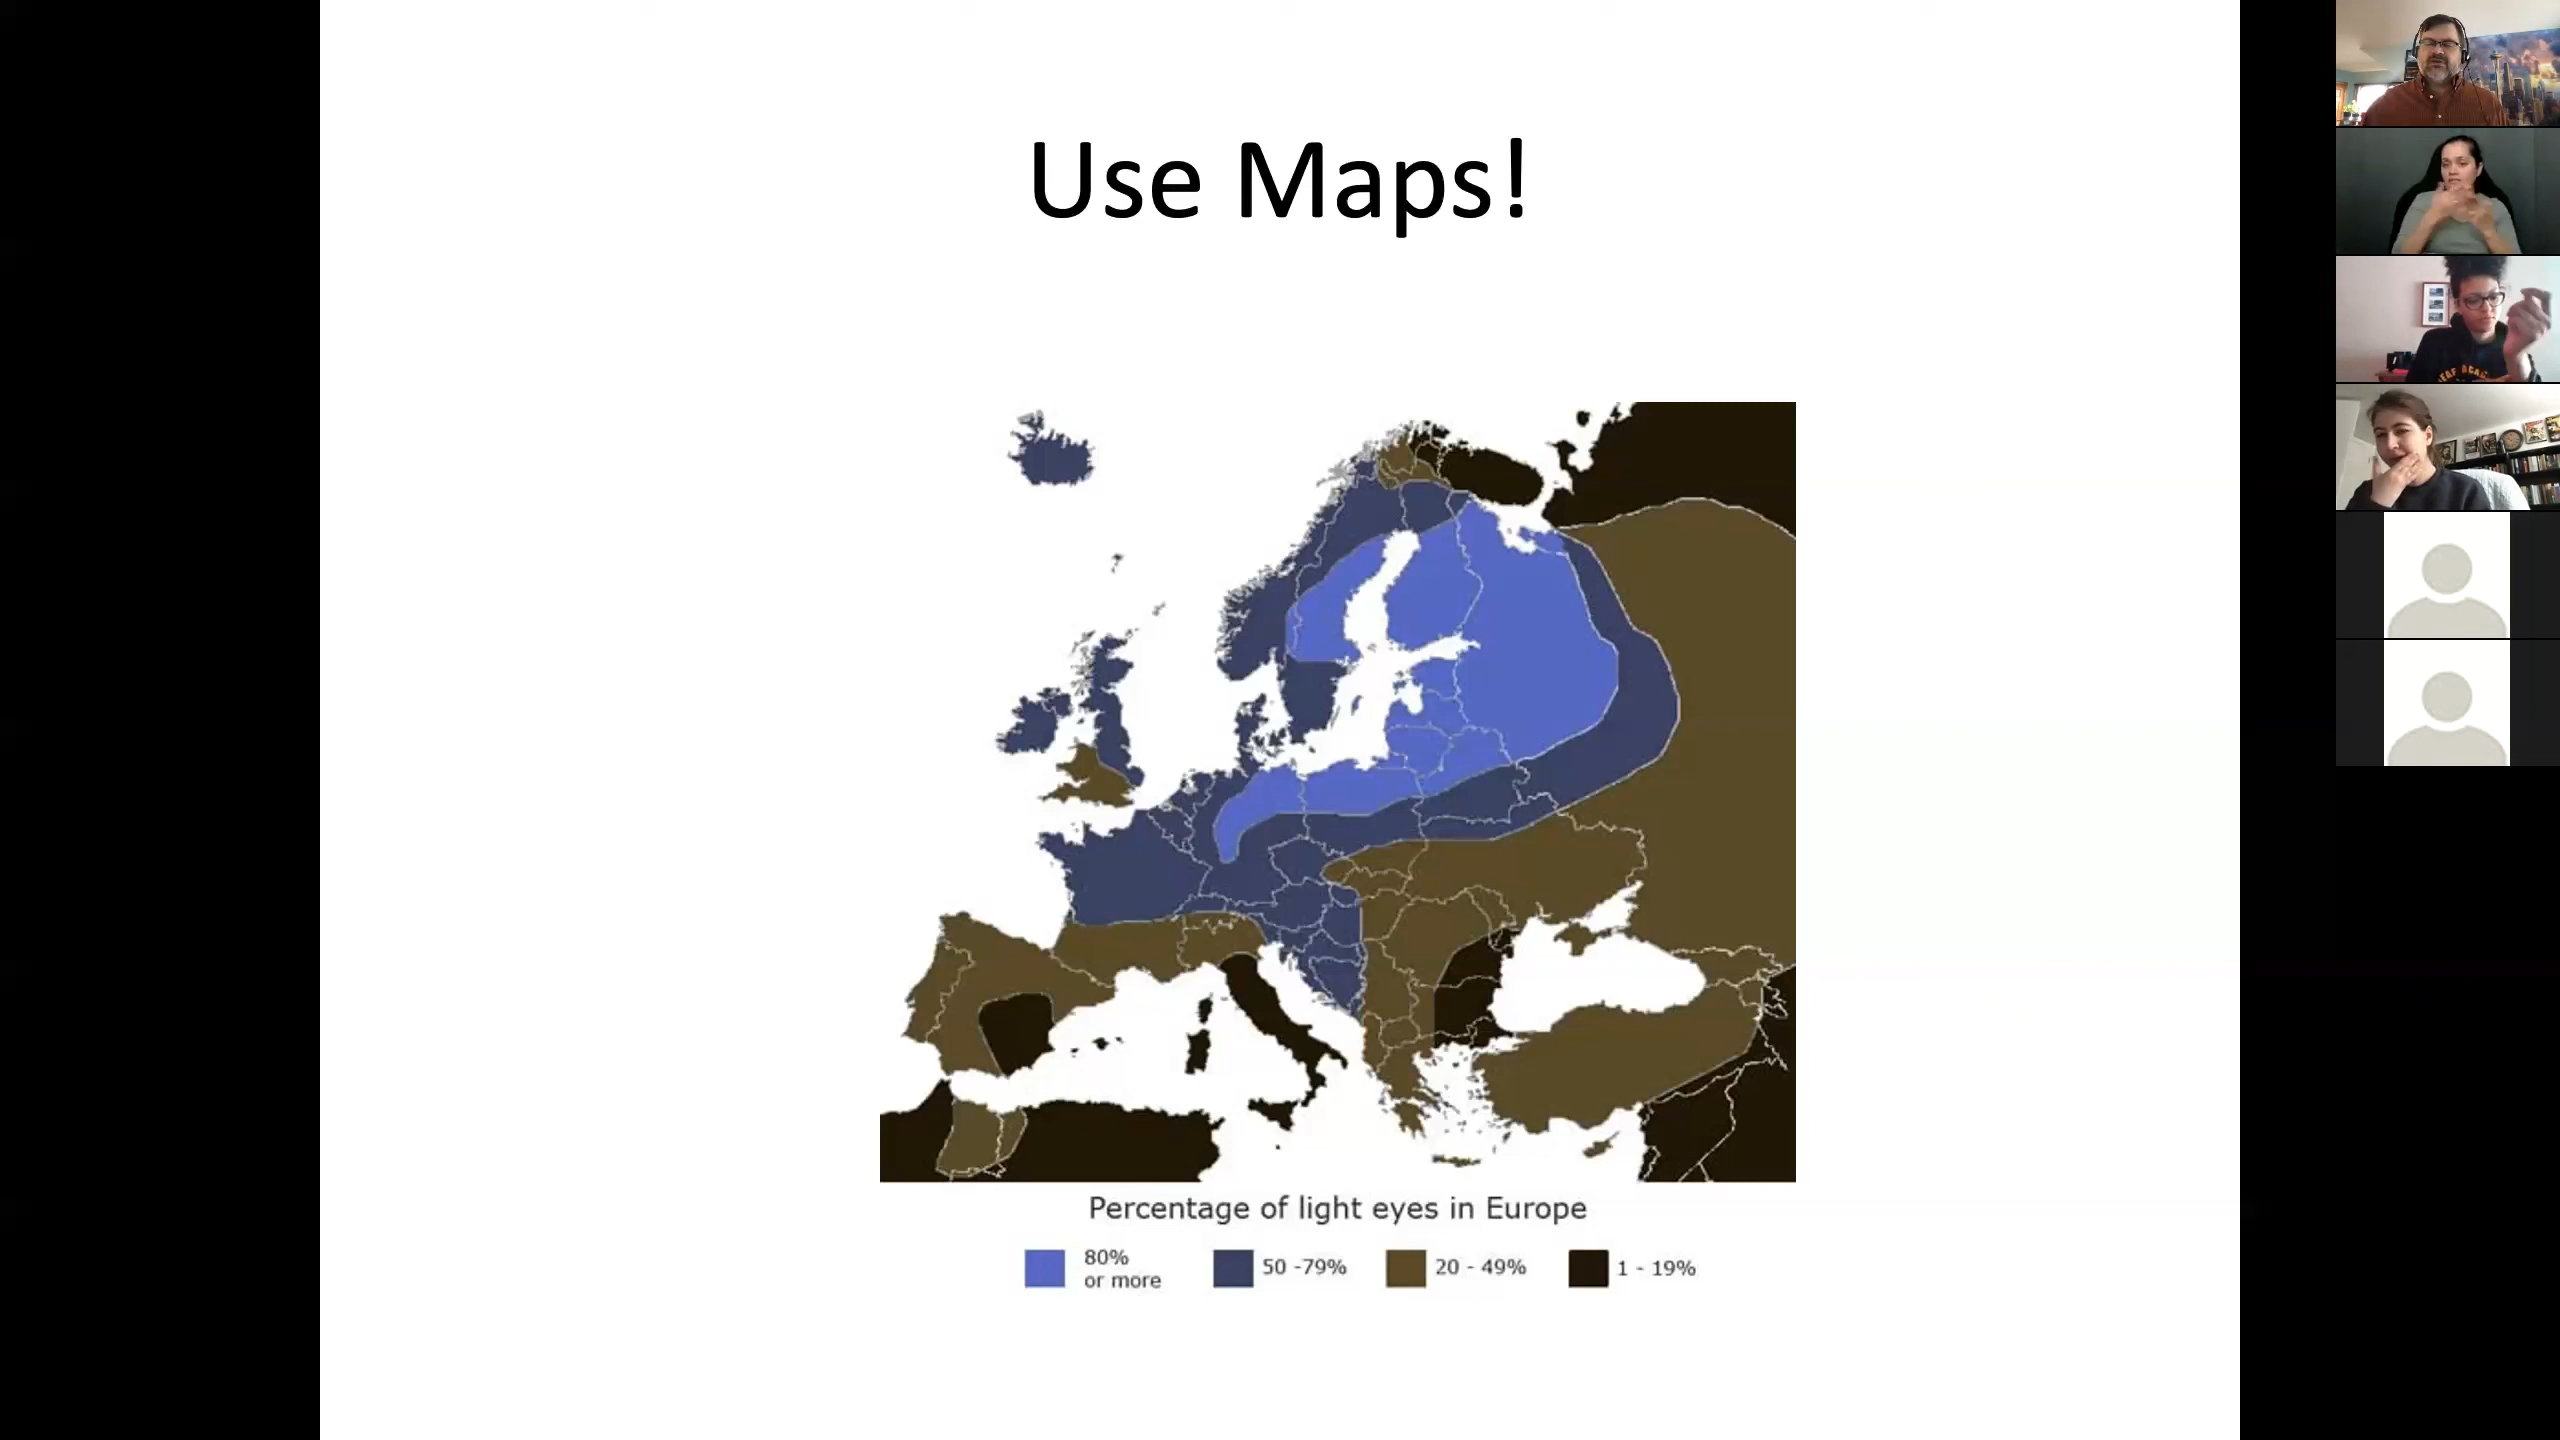 Use Maps!
Percentage of light eyes in Europe
80%
or more
50 -79%
20 - 49%
1 - 19%